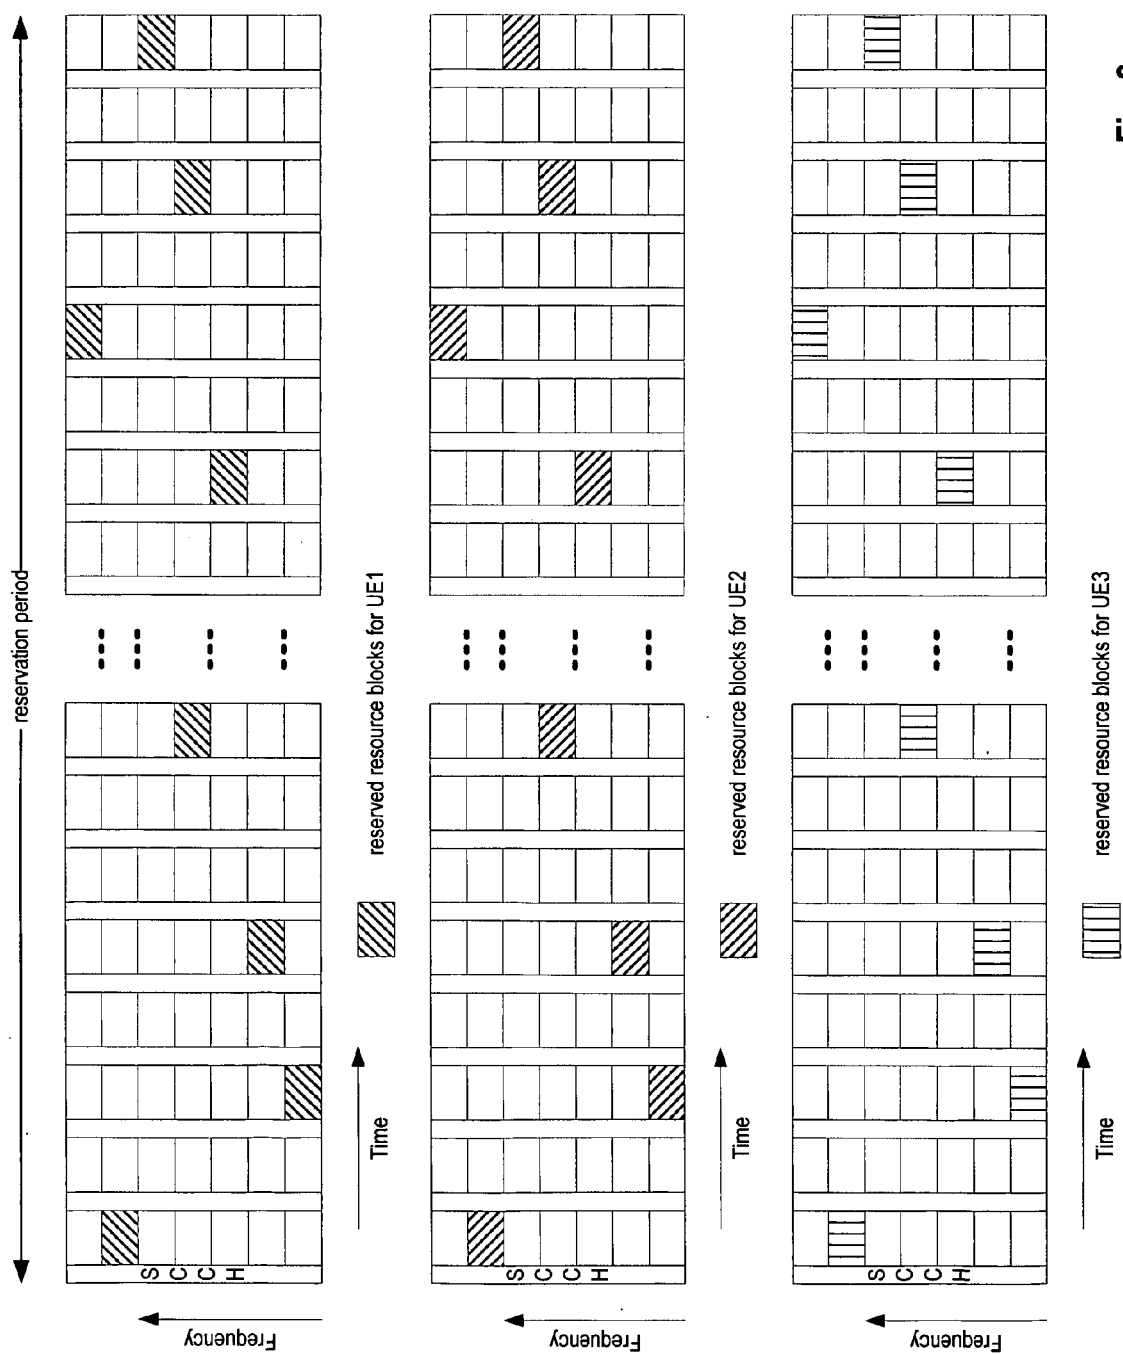 reservation period
Frequency
S
C
C
H
Time
reserved resource blocks for UE1
Frequency
S
C
C
H
Time
reserved resource blocks for UE2
Frequency
S
C
C
H
Time
reserved resource blocks for UE3